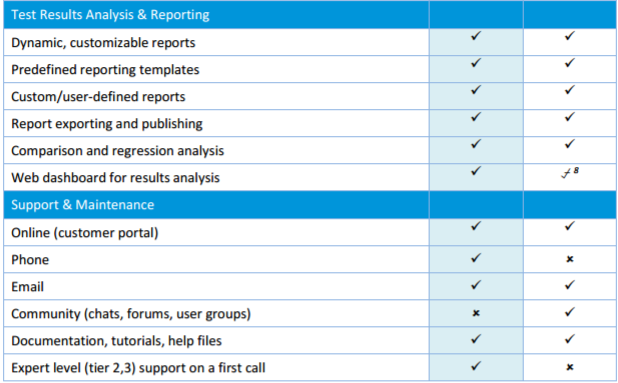 Test Results Analysis & Reporting
Dynamic, customizable reports ✓ ✓
Predefined reporting templates ✓ ✓
Custom/user-defined reports ✓ ✓
Report exporting and publishing ✓ ✓
Comparison and regression analysis ✓ ✓
Web dashboard for results analysis ✓ ✓ 8
Support & Maintenance
Online (customer portal) ✓ ✓
Phone ✓ ✗
Email ✓ ✓
Community (chats, forums, user groups) ✗ ✓
Documentation, tutorials, help files ✓ ✓
Expert level (tier 2,3) support on a first call ✓ ✗